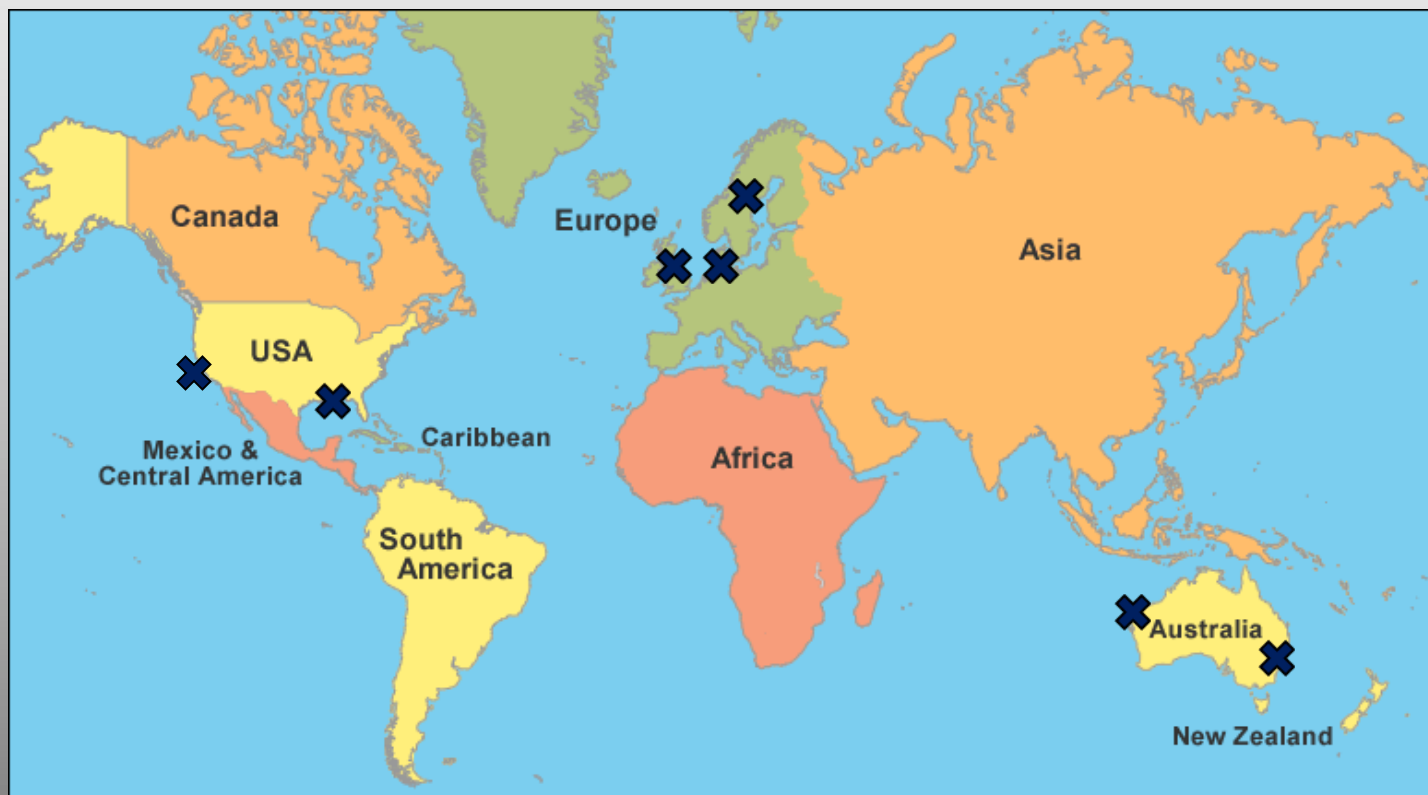 Canada
Europe
Asia
USA
Caribbean
Mexico &
Central America
Africa
South
America
Australia
New Zealand